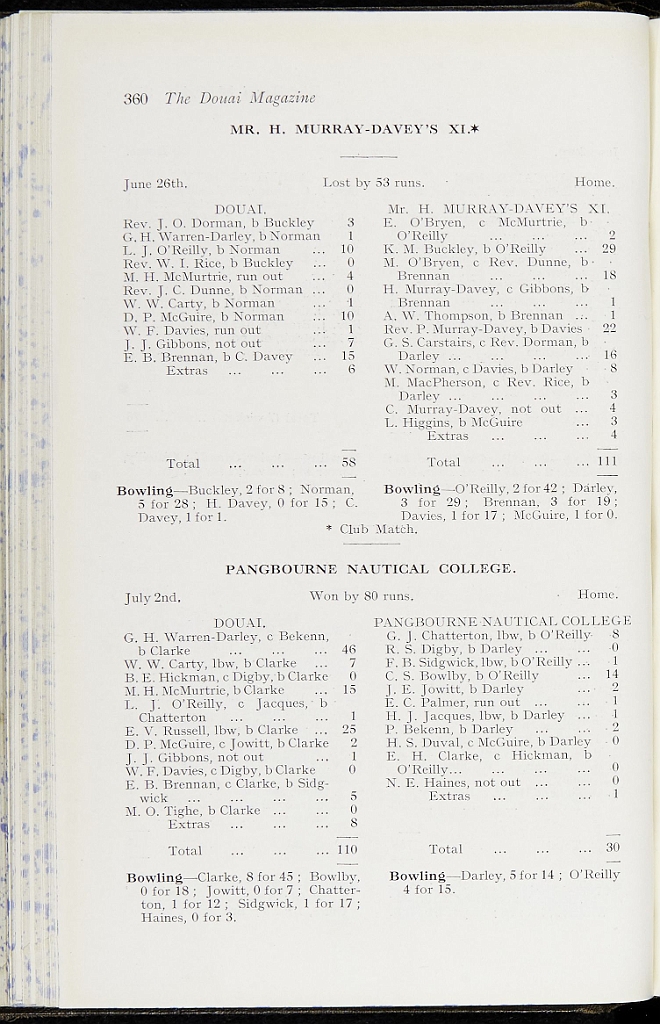 360 The Douai Magazine
MR. H. MURRAY-DAVEY'S XI.*
June 26th. Lost by 53 runs. Home.
DOUAI.
Rev. J. O. Dorman, b Buckley 3
G. H. Warren-Darley, b Norman 1
L. J. O'Reilly, b Norman ... 10
Rev. W. I. Rice, b Buckley ... 0
M. H. McMurtrie, run out ... 4
Rev. J. C. Dunne, b Norman ... 0
W. W. Carty, b Norman ... 1
D. P. McGuire, b Norman ... 10
W. F. Davies, run out ... 1
J. J. Gibbons, not out ... 7
E. B. Brennan, b C. Davey ... 15
Extras ... ... ... 6
Total ... ... ... 58
Bowling—Buckley, 2 for 8 ; Norman,
5 for 28 ; H. Davey, 0 for 15 ; C.
Davey, 1 for 1.
Mr. H. MURRAY-DAVEY'S XI.
E. O'Bryen, c McMurtrie, b
O'Reilly ... ... ... 2
K. M. Buckley, b O'Reilly ... 29
M. O'Bryen, c Rev. Dunne, b
Brennan ... ... ... 18
H. Murray-Davey, c Gibbons, b
Brennan ... ... ... 1
A. W. Thompson, b Brennan ... 1
Rev. P. Murray-Davey, b Davies 22
G. S. Carstairs, c Rev. Dorman, b
Darley ... ... ... ... 16
W. Norman, c Davies, b Darley 8
M. MacPherson, c Rev. Rice, b
Darley ... ... ... ... 3
C. Murray-Davey, not out ... 4
L. Higgins, b McGuire ... 3
Extras ... ... ... 4
Total ... ... ... 111
Bowling—O'Reilly, 2 for 42 ; Darley,
3 for 29 ; Brennan, 3 for 19 ;
Davies, 1 for 17 ; McGuire, 1 for 0.
* Club Match.
PANGBOURNE NAUTICAL COLLEGE.
July 2nd. Won by 80 runs. Home.
DOUAI.
G. H. Warren-Darley, c Bekenn,
b Clarke ... ... ... 46
W. W. Carty, lbw, b Clarke ... 7
B. E. Hickman, c Digby, b Clarke 0
M. H. McMurtrie, b Clarke ... 15
L. J. O'Reilly, c Jacques, b
Chatterton ... ... ... 1
E. V. Russell, lbw, b Clarke ... 25
D. P. McGuire, c Jowitt, b Clarke 2
J. J. Gibbons, not out ... 1
W. F. Davies, c Digby, b Clarke 0
E. B. Brennan, c Clarke, b Sidg-
wick ... ... ... ... 5
M. O. Tighe, b Clarke ... ... 0
Extras ... ... ... 8
Total ... ... ... 110
Bowling—Clarke, 8 for 45 ; Bowlby,
0 for 18 ; Jowitt, 0 for 7 ; Chatter-
ton, 1 for 12 ; Sidgwick, 1 for 17 ;
Haines, 0 for 3.
PANGBOURNE NAUTICAL COLLEGE
G. J. Chatterton, lbw, b O'Reilly 8
R. S. Digby, b Darley ... ... 0
F. B. Sidgwick, lbw, b O'Reilly ... 1
C. S. Bowlby, b O'Reilly ... 14
J. E. Jowitt, b Darley ... 2
E. C. Palmer, run out ... ... 1
H. J. Jacques, lbw, b Darley ... 1
P. Bekenn, b Darley ... ... 2
H. S. Duval, c McGuire, b Darley 0
E. H. Clarke, c Hickman, b
O'Reilly... ... ... ... 0
N. E. Haines, not out ... ... 0
Extras ... ... ... 1
Total ... ... ... 30
Bowling—Darley, 5 for 14 ; O'Reilly
4 for 15.